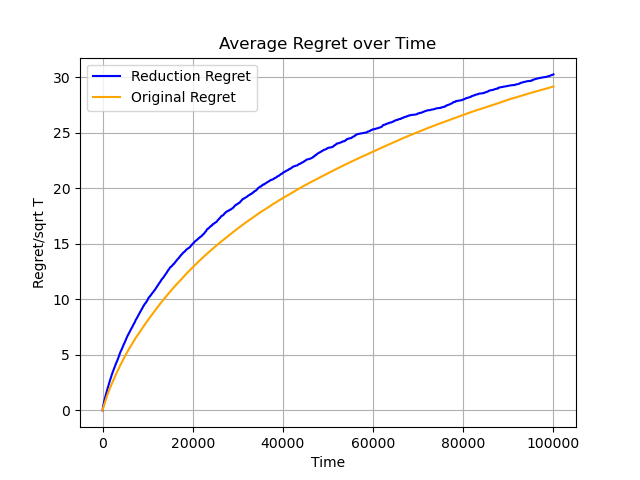 Average Regret over Time
Reduction Regret
Original Regret
Regret/sqrt T
30
25
20
15
10
5
0
0 20000 40000 60000 80000 100000
Time